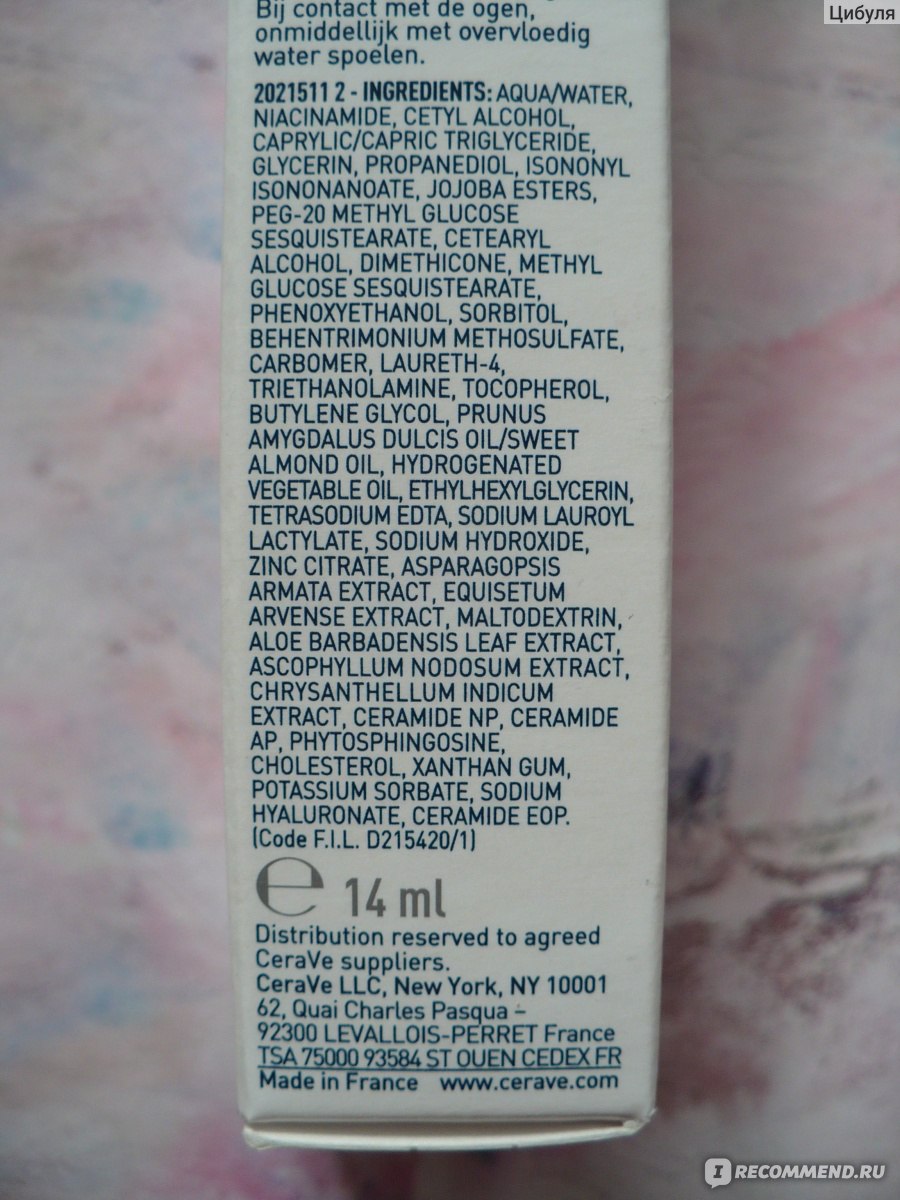 Цибуля
Bij contact met de ogen,
onmiddellijk met overvloedig
water spoelen.
2021511 2 - INGREDIENTS: AQUA/WATER,
NIACINAMIDE, CETYL ALCOHOL,
CAPRYLIC/CAPRIC TRIGLYCERIDE,
GLYCERIN, PROPANEDIOL, ISONONYL
ISONONANOATE, JOJOBA ESTERS,
PEG-20 METHYL GLUCOSE
SESQUISTEARATE, CETEARYL
ALCOHOL, DIMETHICONE, METHYL
GLUCOSE SESQUISTEARATE,
PHENOXYETHANOL, SORBITOL,
BEHENTRIMONIUM METHOSULFATE,
CARBOMER, LAURETH-4,
TRIETHANOLAMINE, TOCOPHEROL,
BUTYLENE GLYCOL, PRUNUS
AMYGDALUS DULCIS OIL/SWEET
ALMOND OIL, HYDROGENATED
VEGETABLE OIL, ETHYLHEXYLGLYCERIN,
TETRASODIUM EDTA, SODIUM LAUROYL
LACTYLATE, SODIUM HYDROXIDE,
ZINC CITRATE, ASPARAGOPSIS
ARMATA EXTRACT, EQUISETUM
ARVENSE EXTRACT, MALTODEXTRIN,
ALOE BARBADENSIS LEAF EXTRACT,
ASCOPHYLLUM NODOSUM EXTRACT,
CHRYSANTHELLUM INDICUM
EXTRACT, CERAMIDE NP, CERAMIDE
AP, PHYTOSPHINGOSINE,
CHOLESTEROL, XANTHAN GUM,
POTASSIUM SORBATE, SODIUM
HYALURONATE, CERAMIDE EOP.
(Code F.I.L. D215420/1)
e 14 ml
Distribution reserved to agreed
CeraVe suppliers.
CeraVe LLC, New York, NY 10001
62, Quai Charles Pasqua -
92300 LEVALLOIS-PERRET France
TSA 75000 93584 ST OUEN CEDEX FR
Made in France www.cerave.com
IRECOMMEND.RU